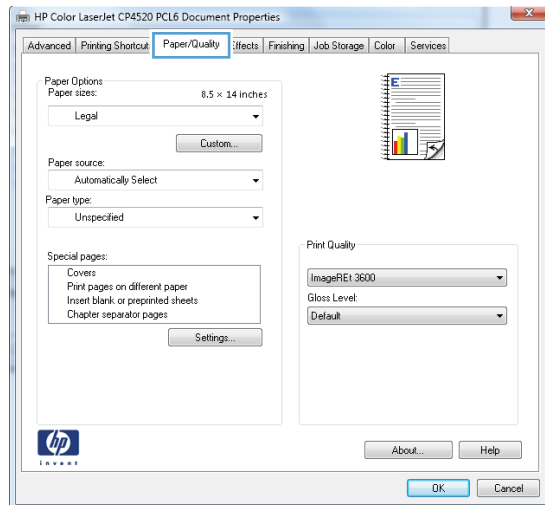 HP Color LaserJet CP4520 PCL6 Document Properties
Advanced Printing Shortcut Paper/Quality Effects Finishing Job Storage Color Services
Paper Options
Paper sizes: 8.5 × 14 inches
Legal
Custom...
Paper source:
Automatically Select
Paper type:
Unspecified
Special pages:
Covers
Print pages on different paper
Insert blank or preprinted sheets
Chapter separator pages
Settings...
E
Print Quality
ImageREt 3600
Gloss Level:
Default
hp
invent
About... Help
OK Cancel